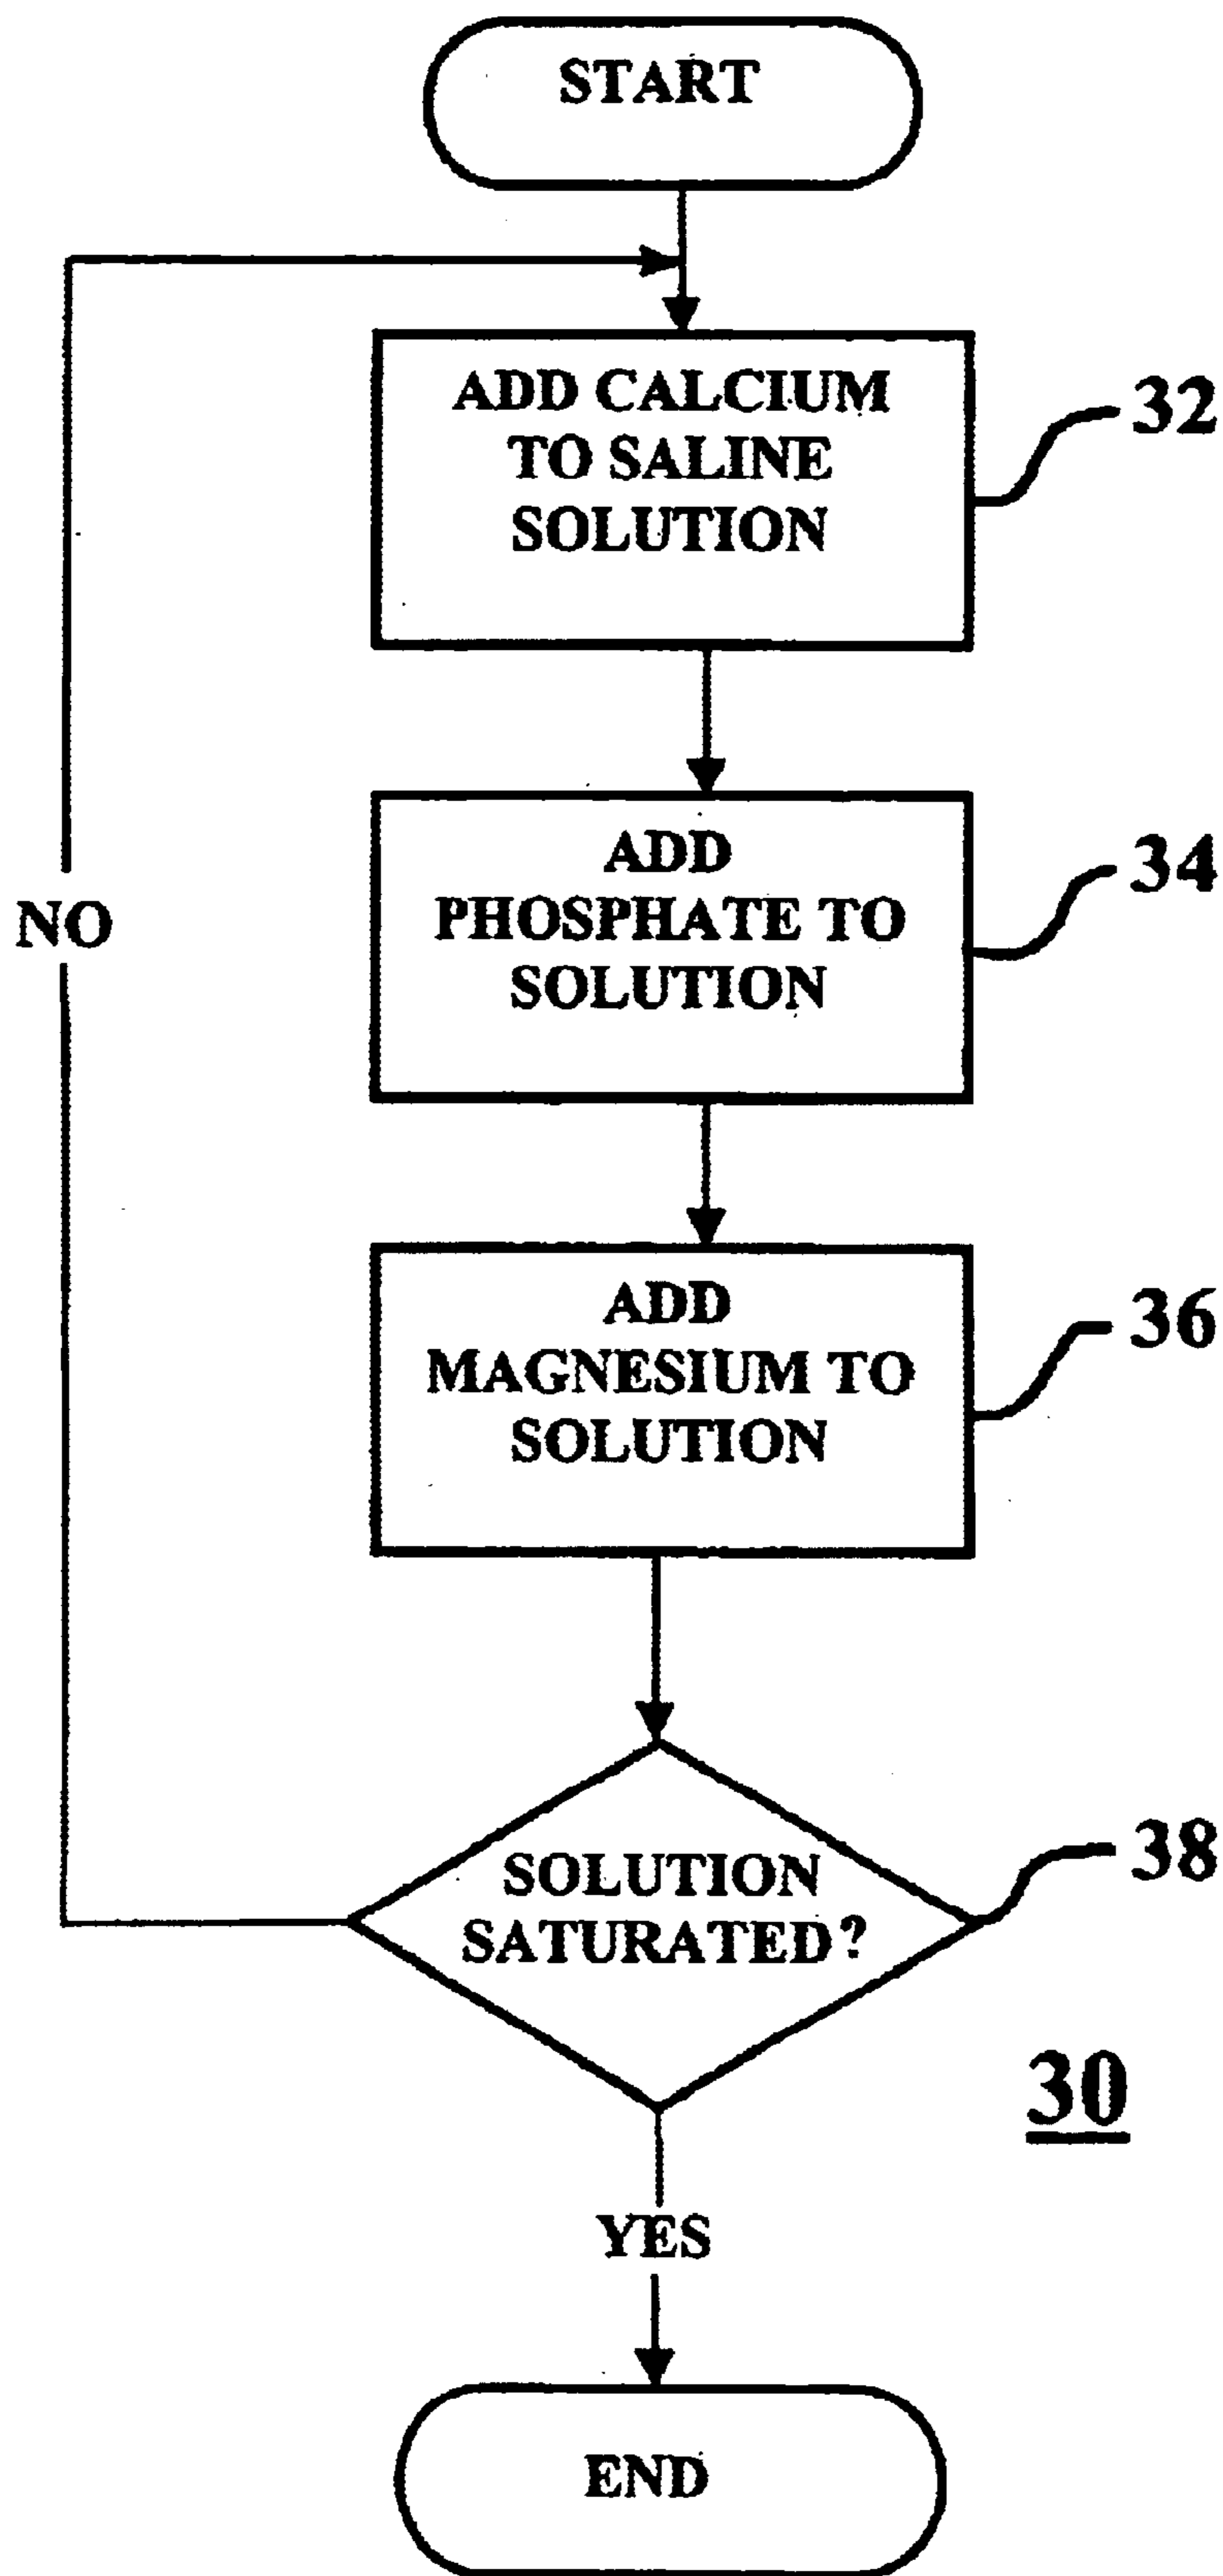 START
ADD CALCIUM
TO SALINE
SOLUTION
32
ADD
PHOSPHATE TO
SOLUTION
34
NO
ADD
MAGNESIUM TO
SOLUTION
36
SOLUTION
SATURATED?
38
30
YES
END